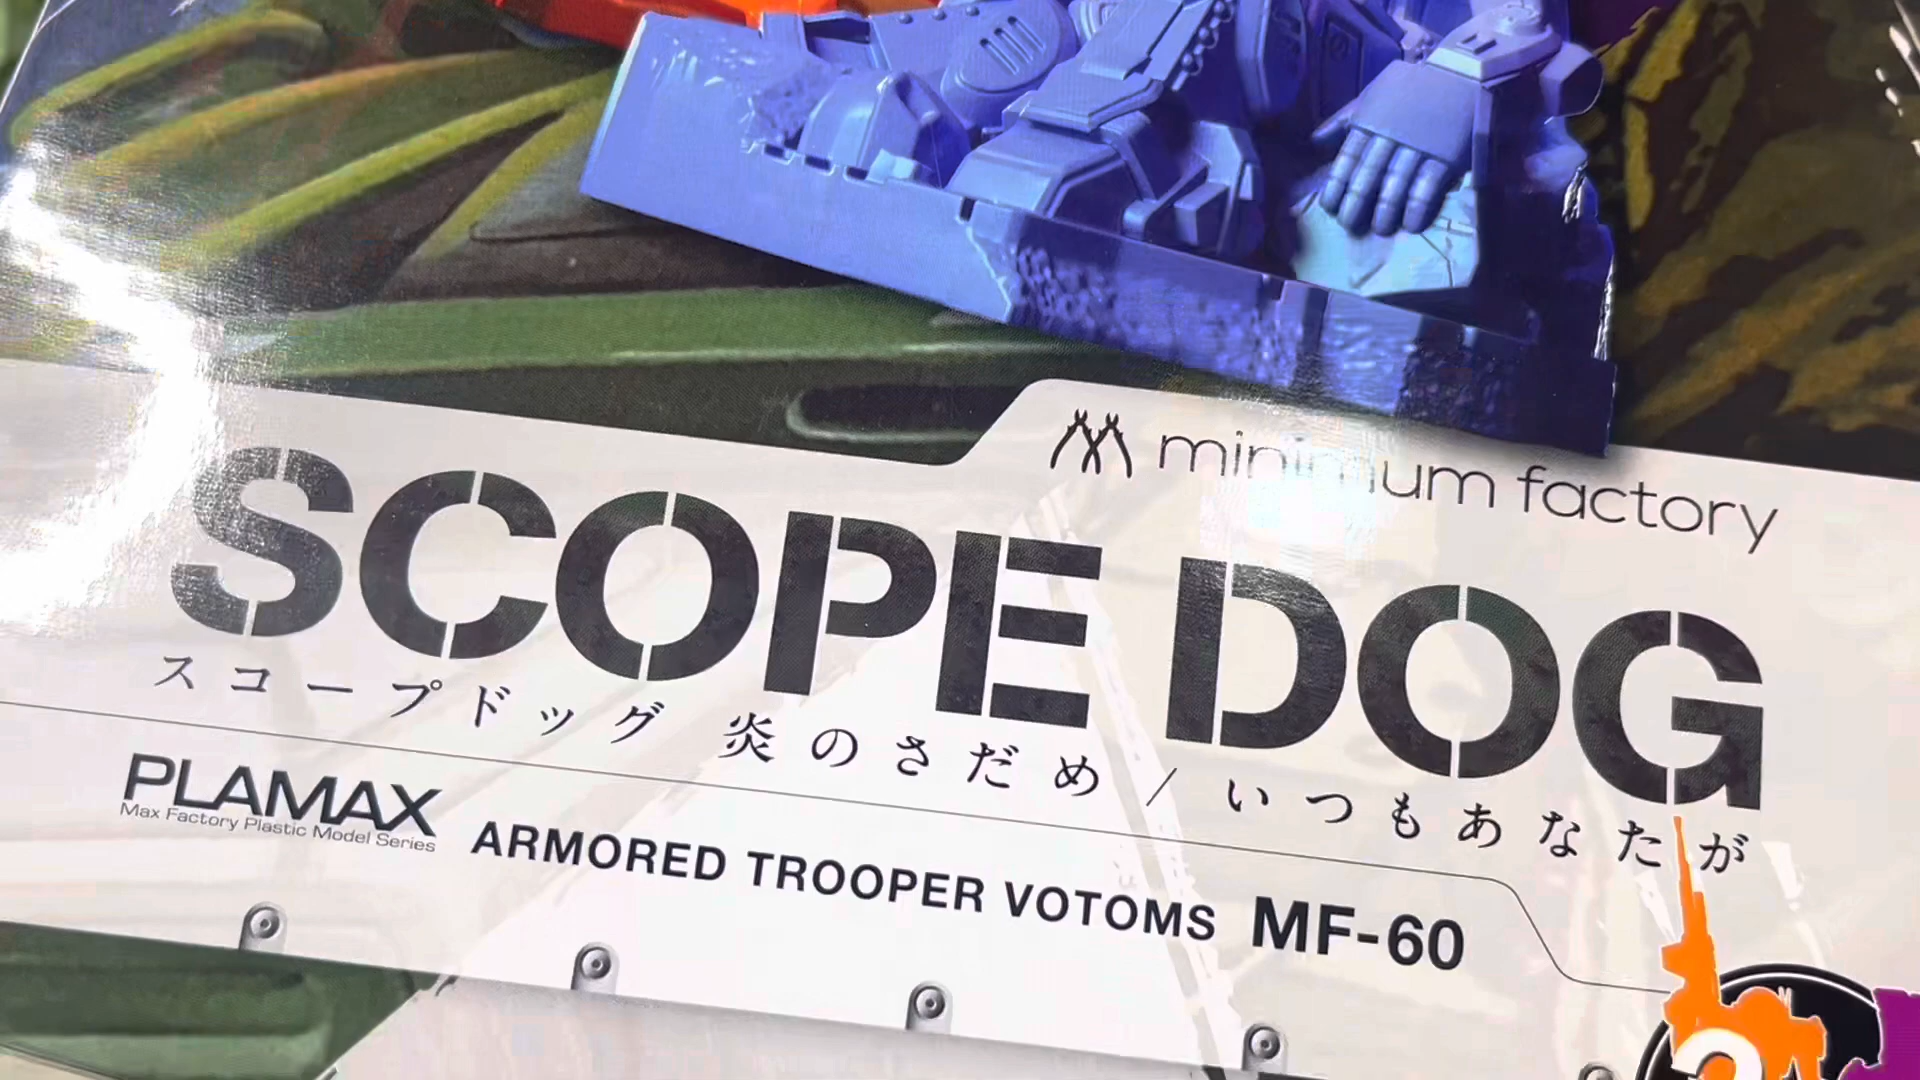 minimum factory
SCOPE DOG
スコープドッグ 炎のさだめ/いつもあなたが
PLAMAX
Max Factory Plastic Model Series
ARMORED TROOPER VOTOMS MF-60